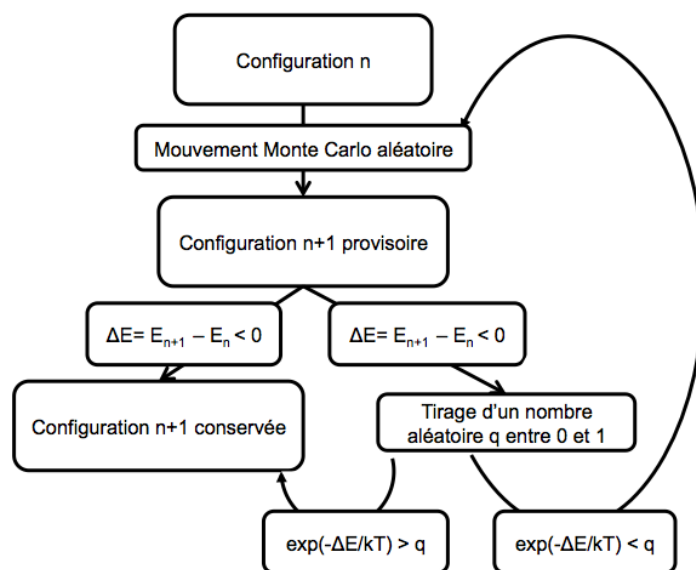 Configuration n
Mouvement Monte Carlo aléatoire
Configuration n+1 provisoire
ΔE= Eₙ₊₁ – Eₙ < 0
ΔE= Eₙ₊₁ – Eₙ < 0
Configuration n+1 conservée
Tirage d'un nombre
aléatoire q entre 0 et 1
exp(-ΔE/kT) > q
exp(-ΔE/kT) < q